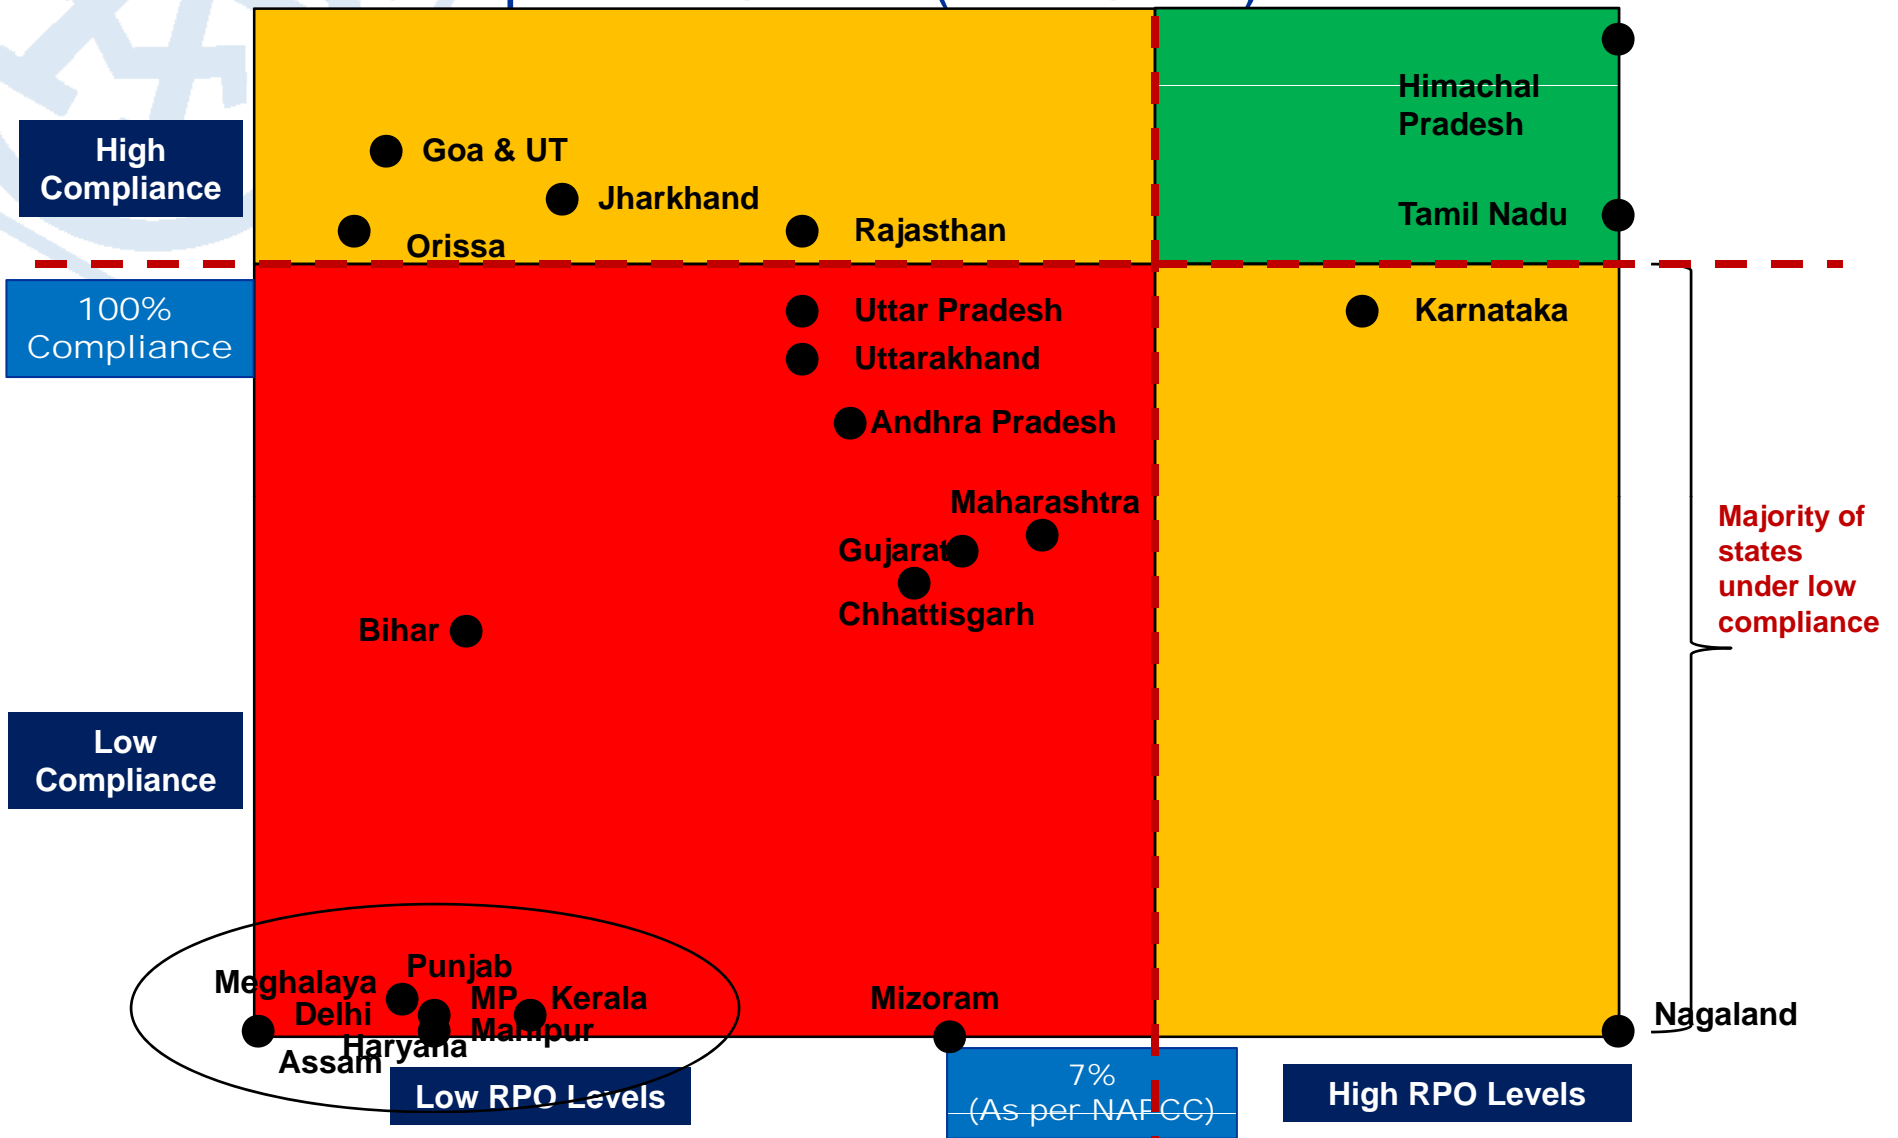 High
Compliance
Himachal
Pradesh
Goa & UT
Jharkhand
Tamil Nadu
Orissa
Rajasthan
100%
Compliance
Uttar Pradesh
Karnataka
Uttarakhand
Andhra Pradesh
Maharashtra
Gujarat
Chhattisgarh
Majority of
states
under low
compliance
Bihar
Low
Compliance
Punjab
Meghalaya
MP
Kerala
Mizoram
Delhi
Manipur
Nagaland
Haryana
Assam
Low RPO Levels
7%
(As per NAPCC)
High RPO Levels